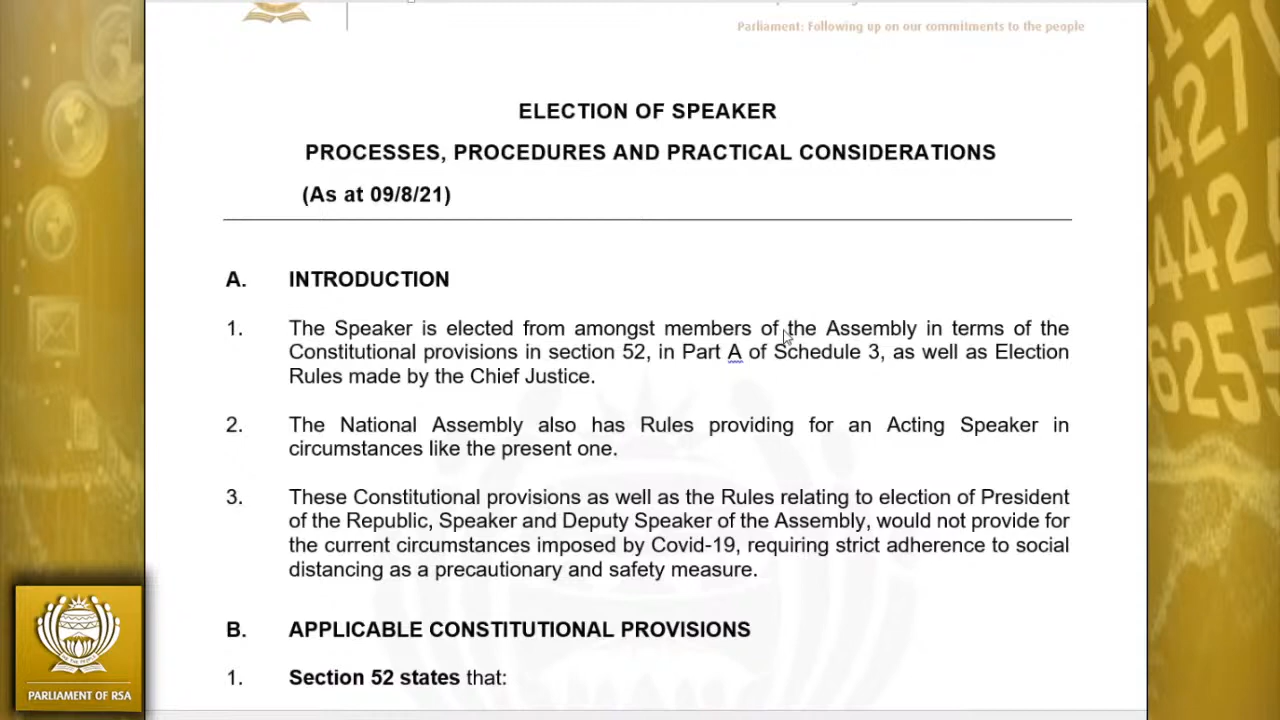 Parliament: Following up on our commitments to the people
ELECTION OF SPEAKER
PROCESSES, PROCEDURES AND PRACTICAL CONSIDERATIONS
(As at 09/8/21)
A. INTRODUCTION
1. The Speaker is elected from amongst members of the Assembly in terms of the
Constitutional provisions in section 52, in Part A of Schedule 3, as well as Election
Rules made by the Chief Justice.
2. The National Assembly also has Rules providing for an Acting Speaker in
circumstances like the present one.
3. These Constitutional provisions as well as the Rules relating to election of President
of the Republic, Speaker and Deputy Speaker of the Assembly, would not provide for
the current circumstances imposed by Covid-19, requiring strict adherence to social
distancing as a precautionary and safety measure.
B. APPLICABLE CONSTITUTIONAL PROVISIONS
1. Section 52 states that:
PARLIAMENT OF RSA